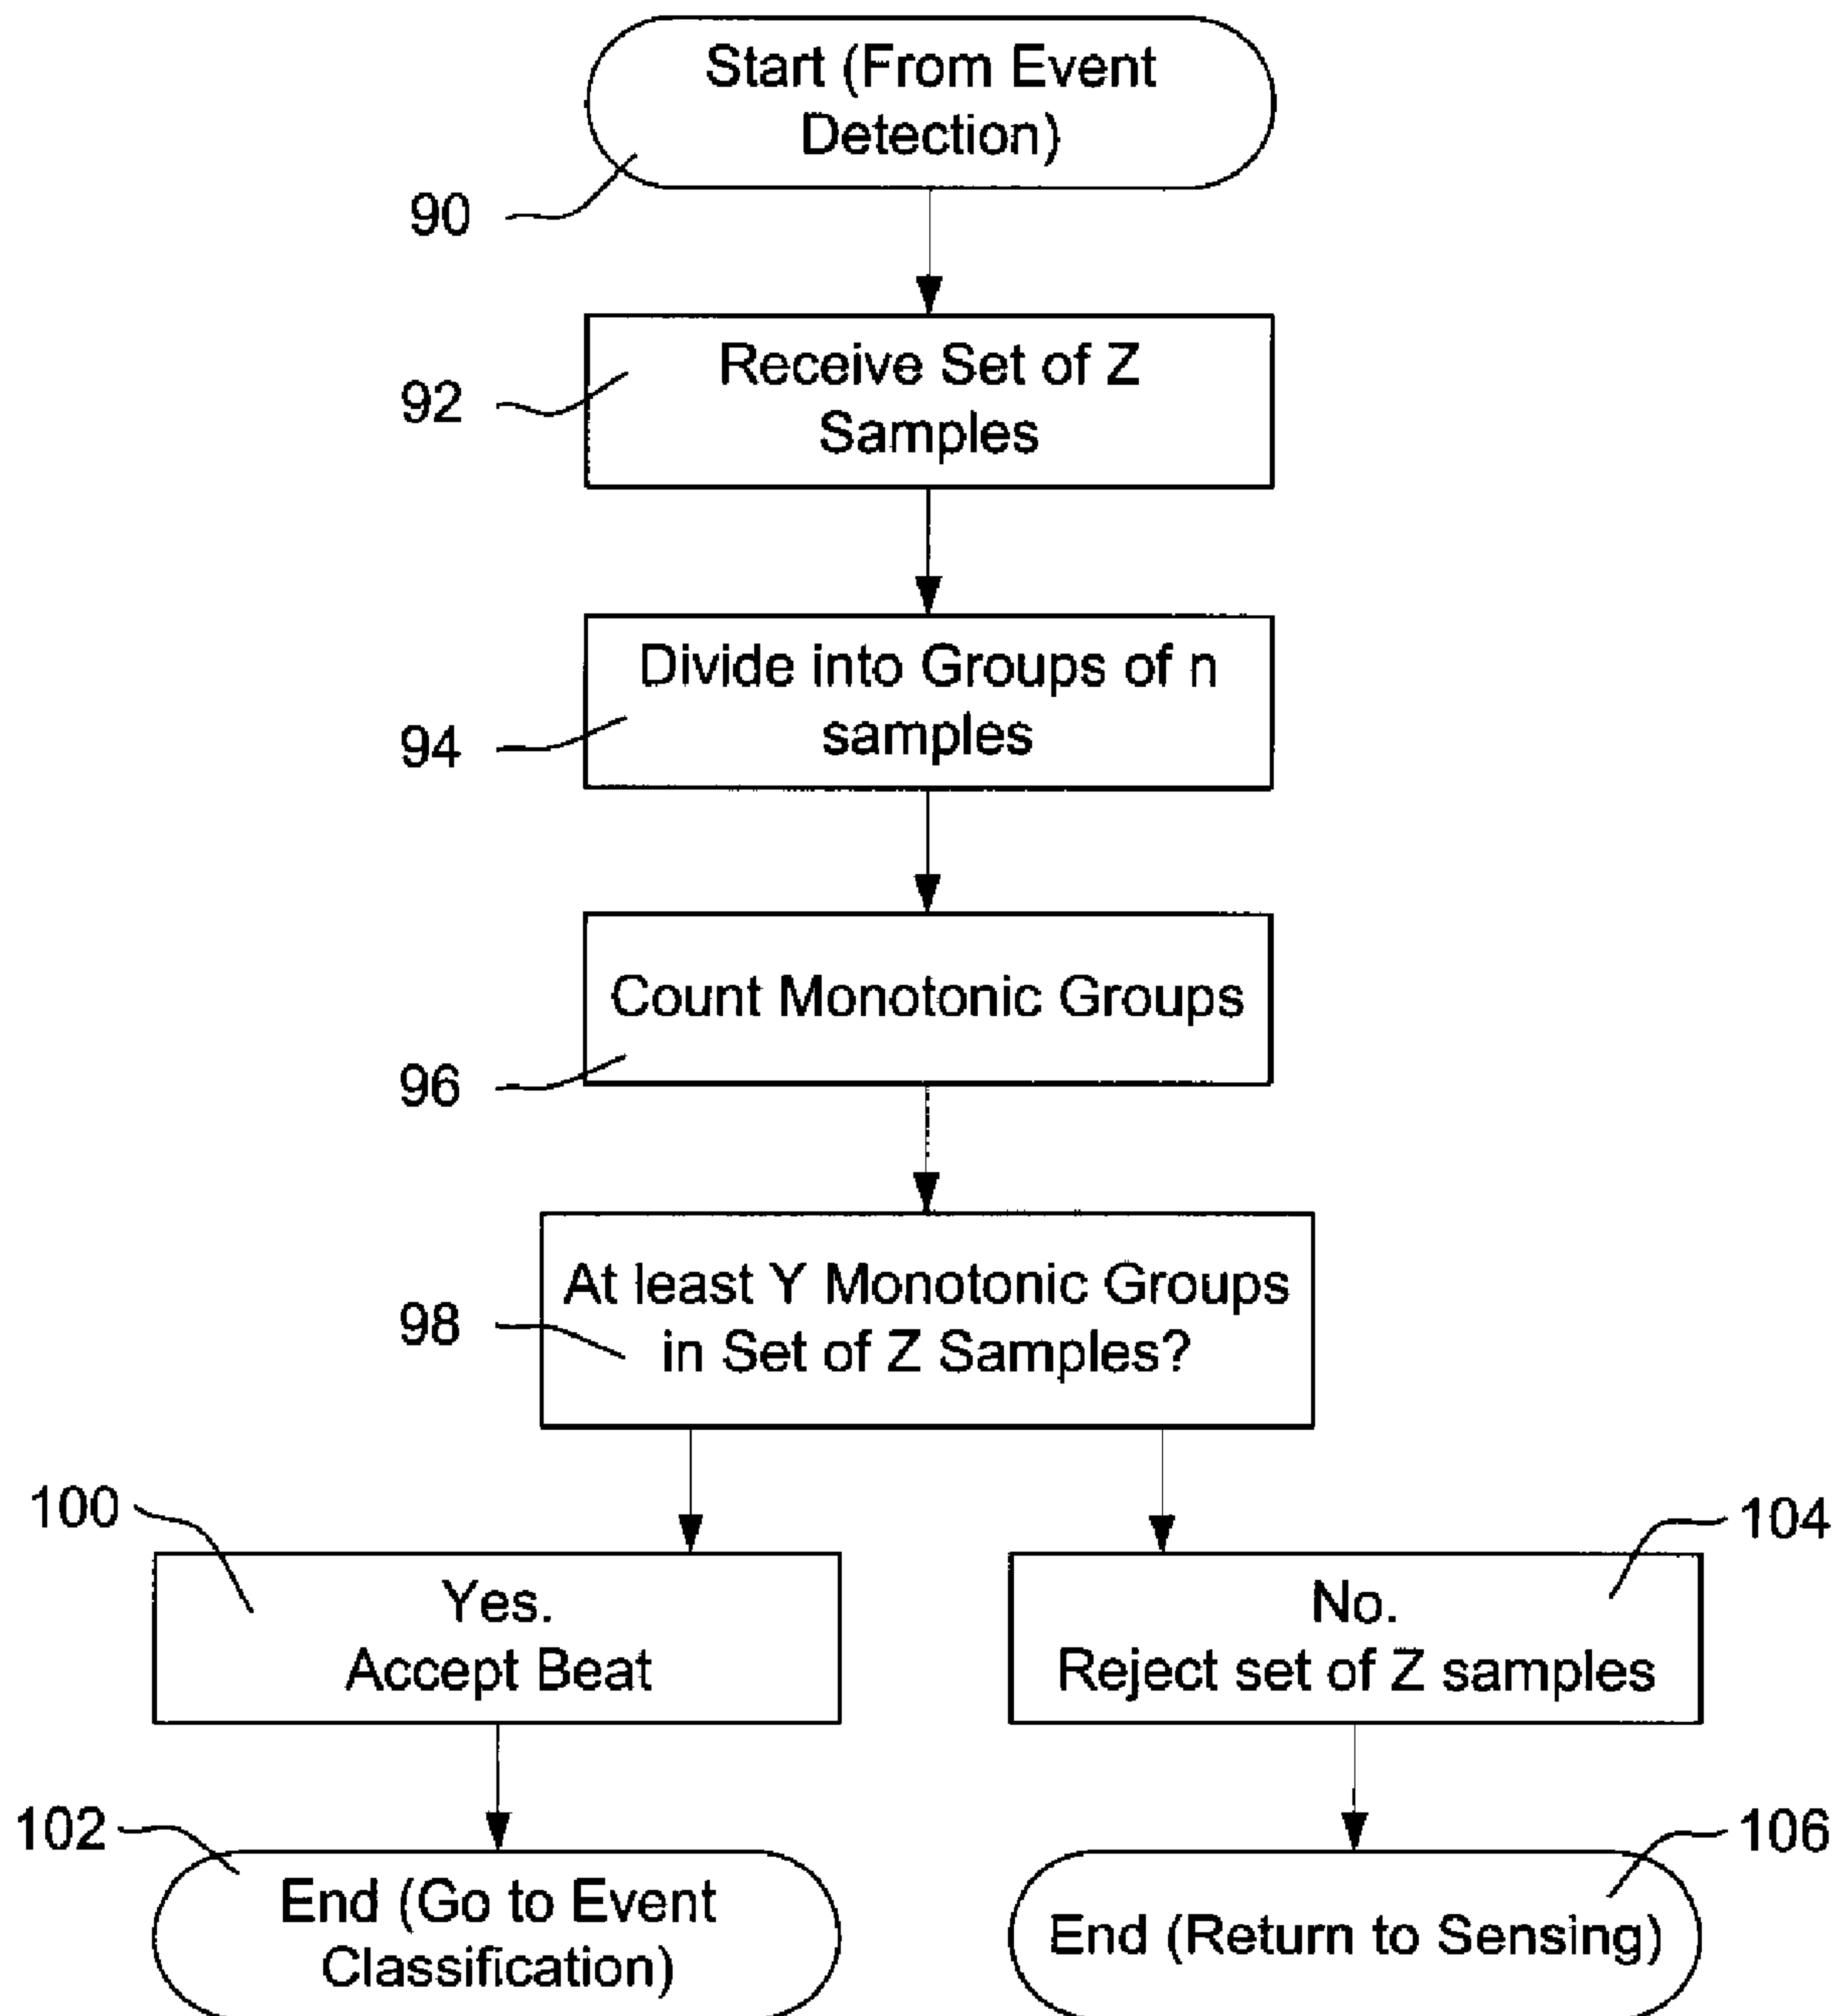 Start (From Event
Detection)
90
Receive Set of Z
Samples
92
Divide into Groups of n
samples
94
Count Monotonic Groups
96
At least Y Monotonic Groups
in Set of Z Samples?
98
100
Yes.
Accept Beat
104
No.
Reject set of Z samples
102
End (Go to Event
Classification)
106
End (Return to Sensing)